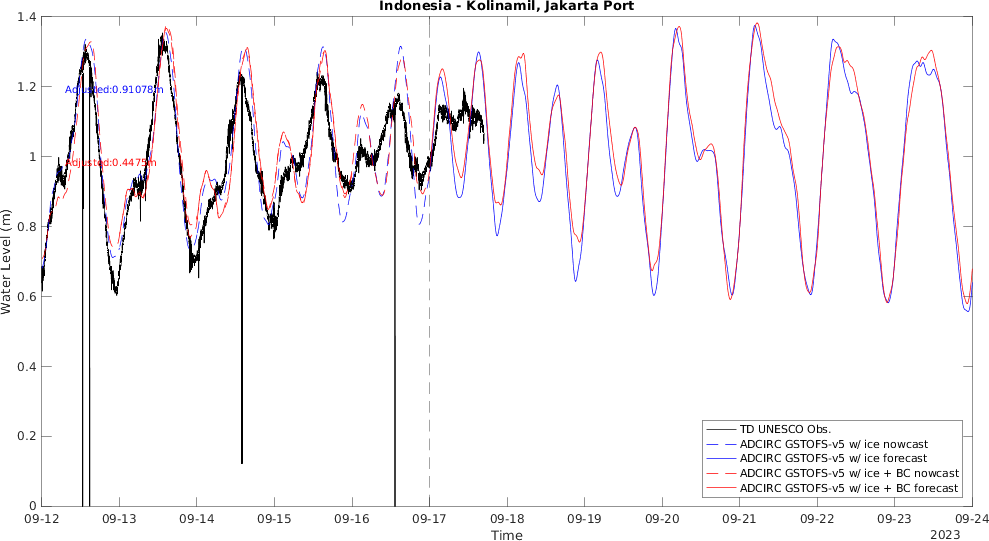 Indonesia - Kolinamil, Jakarta Port
1.4
1.2
1
0.8
0.6
0.4
0.2
0
Water Level (m)
Adjusted:0.91078m
Adjusted:0.4475m
TD UNESCO Obs.
ADCIRC GSTOFS-v5 w/ ice nowcast
ADCIRC GSTOFS-v5 w/ ice forecast
ADCIRC GSTOFS-v5 w/ ice + BC nowcast
ADCIRC GSTOFS-v5 w/ ice + BC forecast
09-12 09-13 09-14 09-15 09-16 09-17 09-18 09-19 09-20 09-21 09-22 09-23 09-24
Time
2023